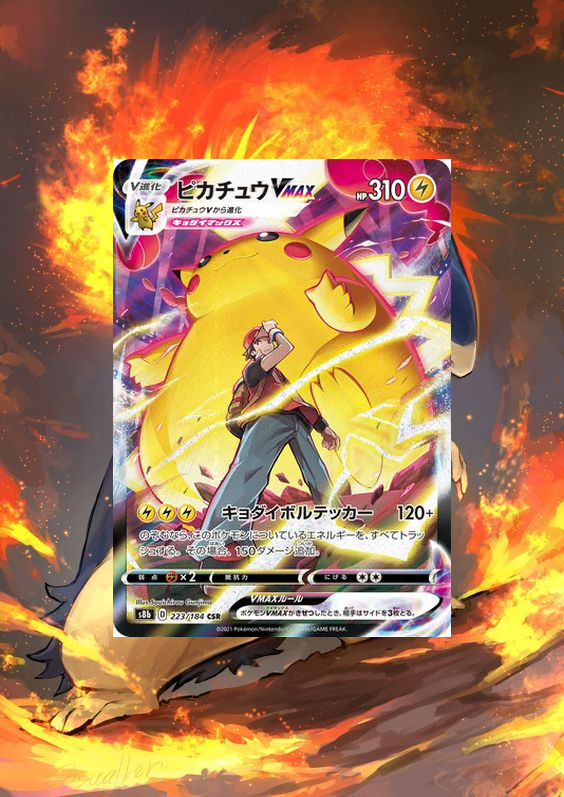 V進化
ピカチュウVMAX
HP310
ピカチュウVから進化
キョダイマックス
キョダイボルテッカー 120+
のぞむなら、このポケモンについているエネルギーを、すべてトラッ
シュする。その場合、150ダメージ追加。
弱点 ×2 抵抗力 にげる
VMAXルール
ポケモンVMAXがきぜつしたとき、相手はサイドを3枚とる。
Illus. Souichirou Gunjima
s8b D 223/184 CSR
©2021 Pokémon/Nintendo/Creatures/GAME FREAK.